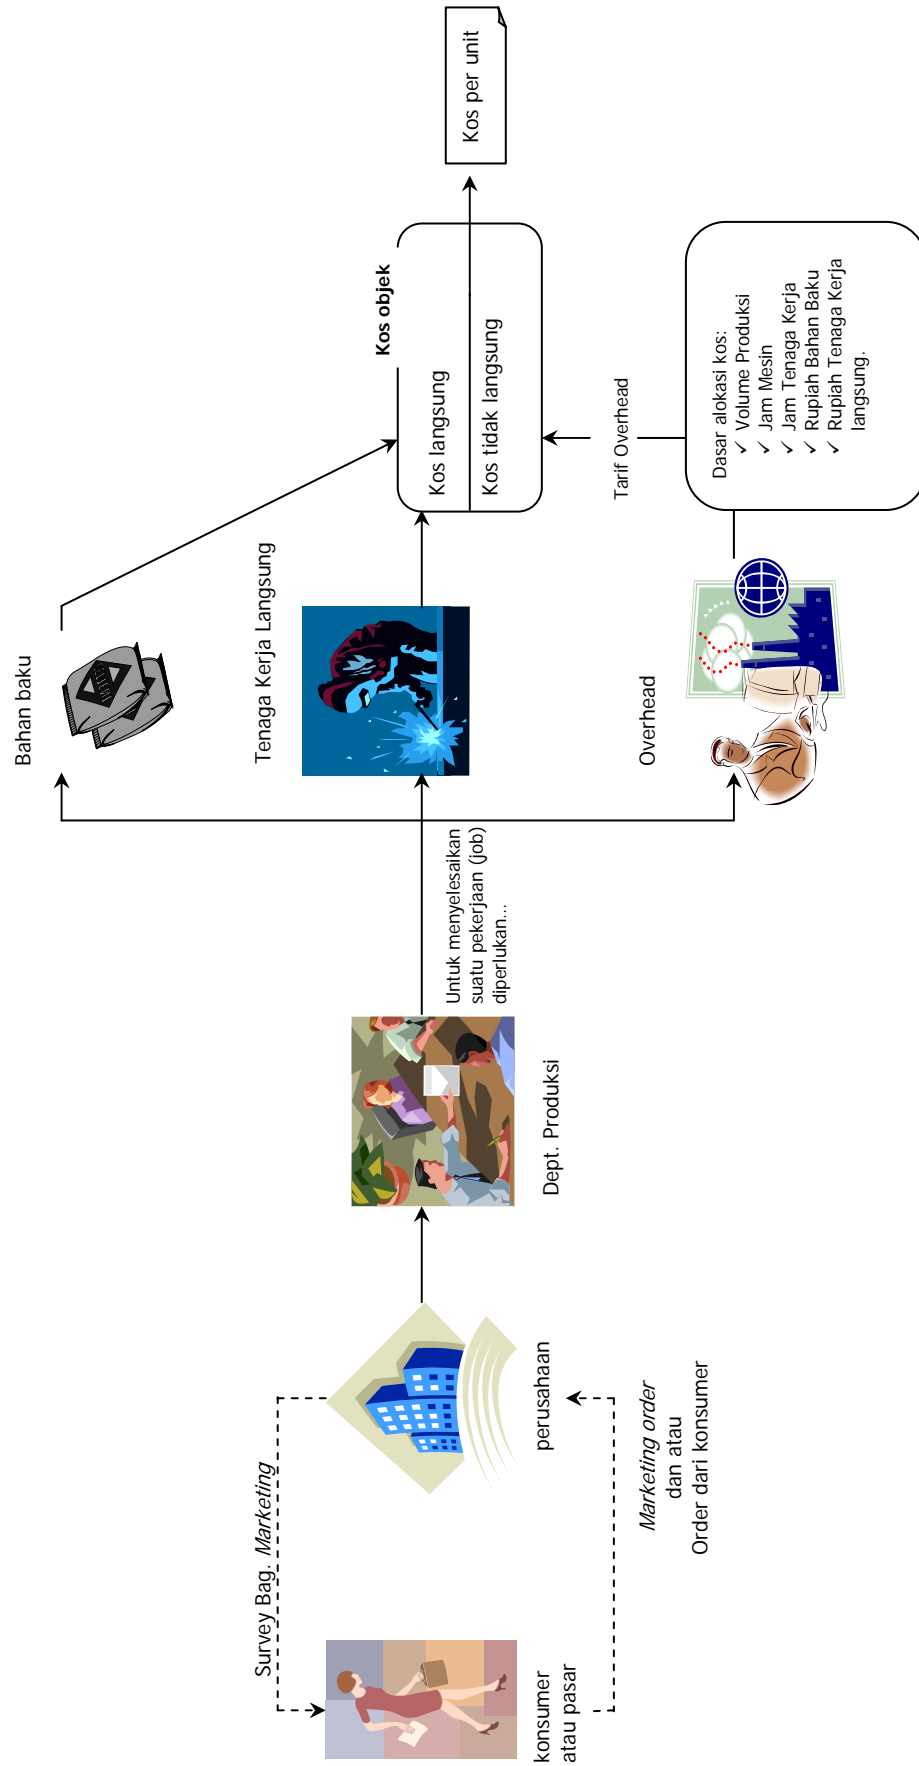 Survey Bag. Marketing
konsumer
atau pasar
perusahaan
Marketing order
dan atau
Order dari konsumer
Dept. Produksi
Untuk menyelesaikan
suatu pekerjaan (job)
diperlukan...
Bahan baku
Tenaga Kerja Langsung
Overhead
Kos objek
Kos langsung
Kos tidak langsung
Tarif Overhead
Dasar alokasi kos:
✓ Volume Produksi
✓ Jam Mesin
✓ Jam Tenaga Kerja
✓ Rupiah Bahan Baku
✓ Rupiah Tenaga Kerja
langsung.
Kos per unit